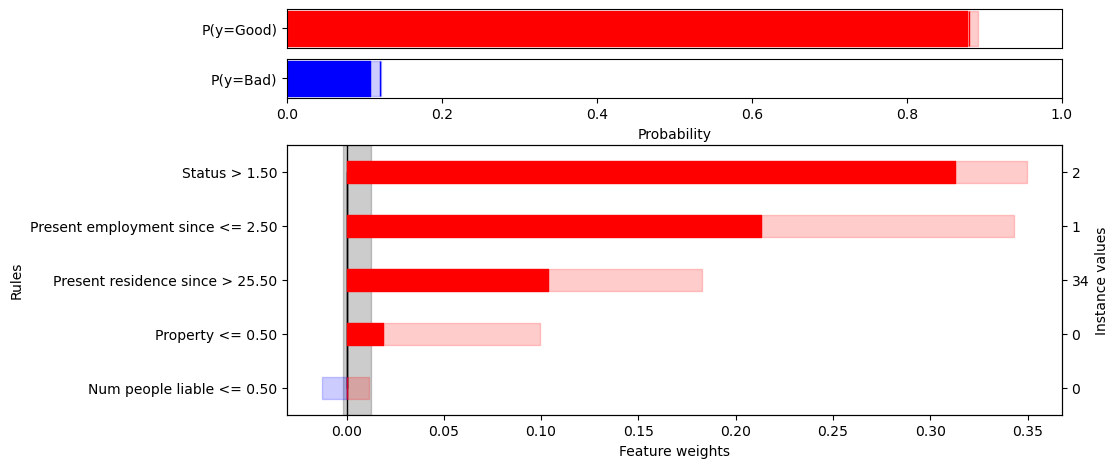 P(y=Good)
P(y=Bad)
0.0 0.2 0.4 0.6 0.8 1.0
Probability
Status > 1.50 2
Present employment since <= 2.50 1
Present residence since > 25.50 34
Property <= 0.50 0
Num people liable <= 0.50 0
Rules
Instance values
0.00 0.05 0.10 0.15 0.20 0.25 0.30 0.35
Feature weights